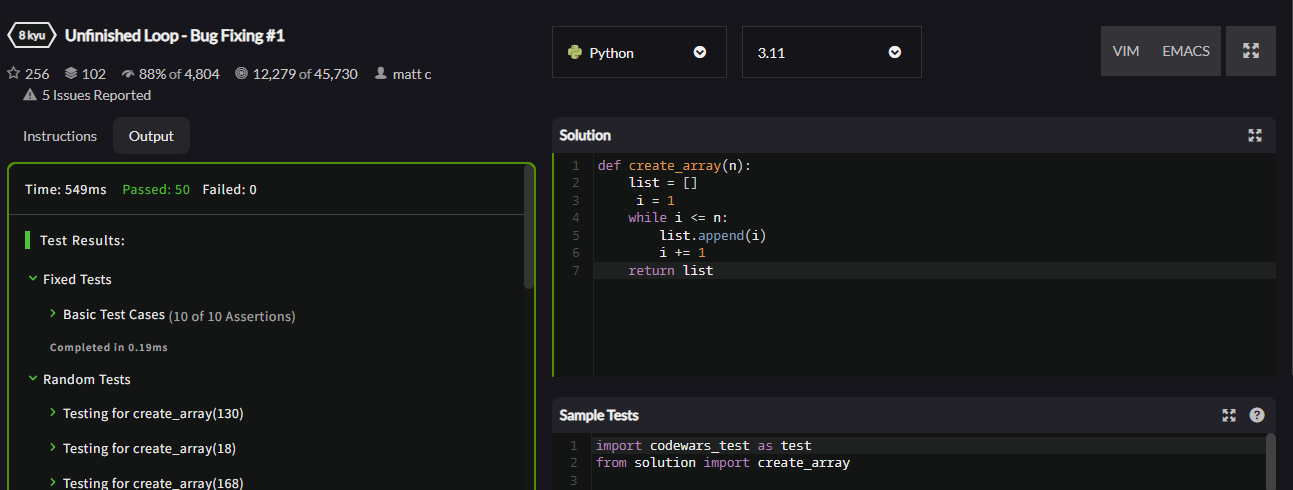 8 kyu Unfinished Loop - Bug Fixing #1
256 102 88% of 4,804 12,279 of 45,730 matt c
5 Issues Reported
Instructions Output
Time: 549ms Passed: 50 Failed: 0
Test Results:
Fixed Tests
Basic Test Cases (10 of 10 Assertions)
Completed in 0.19ms
Random Tests
Testing for create_array(130)
Testing for create_array(18)
Testing for create_array(168)
Python 3.11 VIM EMACS
Solution
1 def create_array(n):
2     list = []
3      i = 1
4     while i <= n:
5         list.append(i)
6         i += 1
7     return list
Sample Tests ?
1 import codewars_test as test
2 from solution import create_array
3